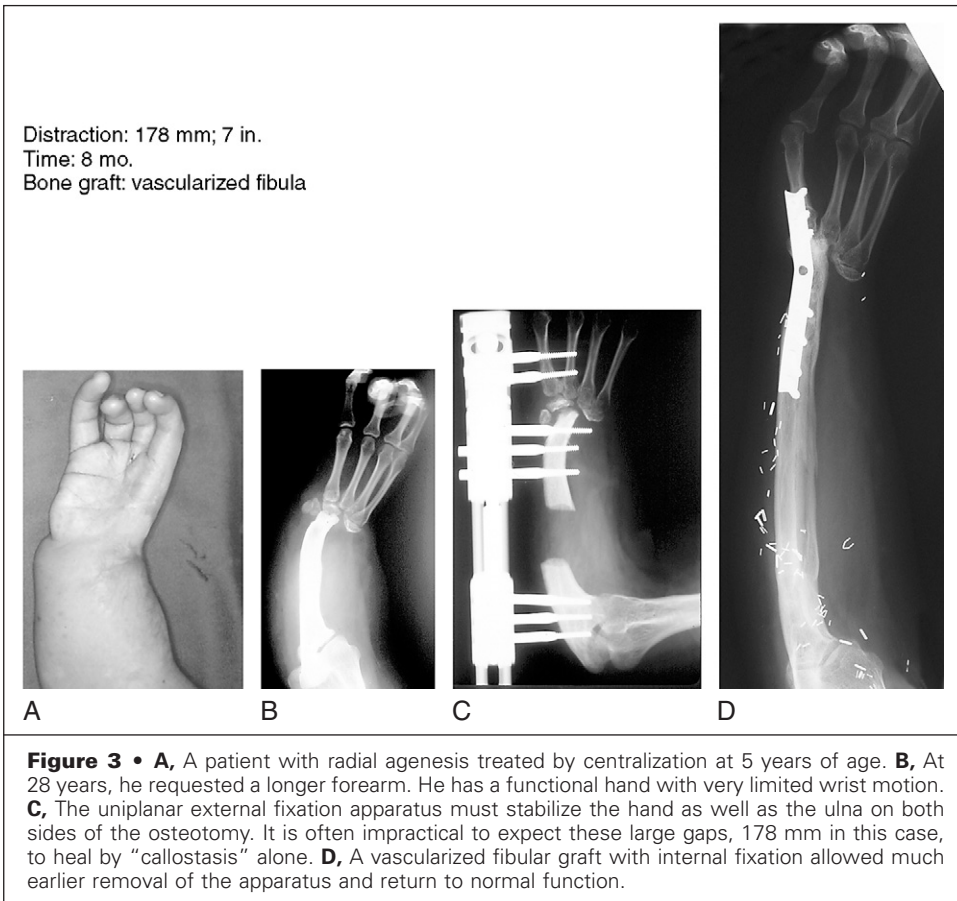 Distraction: 178 mm; 7 in.
Time: 8 mo.
Bone graft: vascularized fibula
A
B
C
D
Figure 3 • A, A patient with radial agenesis treated by centralization at 5 years of age. B, At
28 years, he requested a longer forearm. He has a functional hand with very limited wrist motion.
C, The uniplanar external fixation apparatus must stabilize the hand as well as the ulna on both
sides of the osteotomy. It is often impractical to expect these large gaps, 178 mm in this case,
to heal by “callostasis” alone. D, A vascularized fibular graft with internal fixation allowed much
earlier removal of the apparatus and return to normal function.